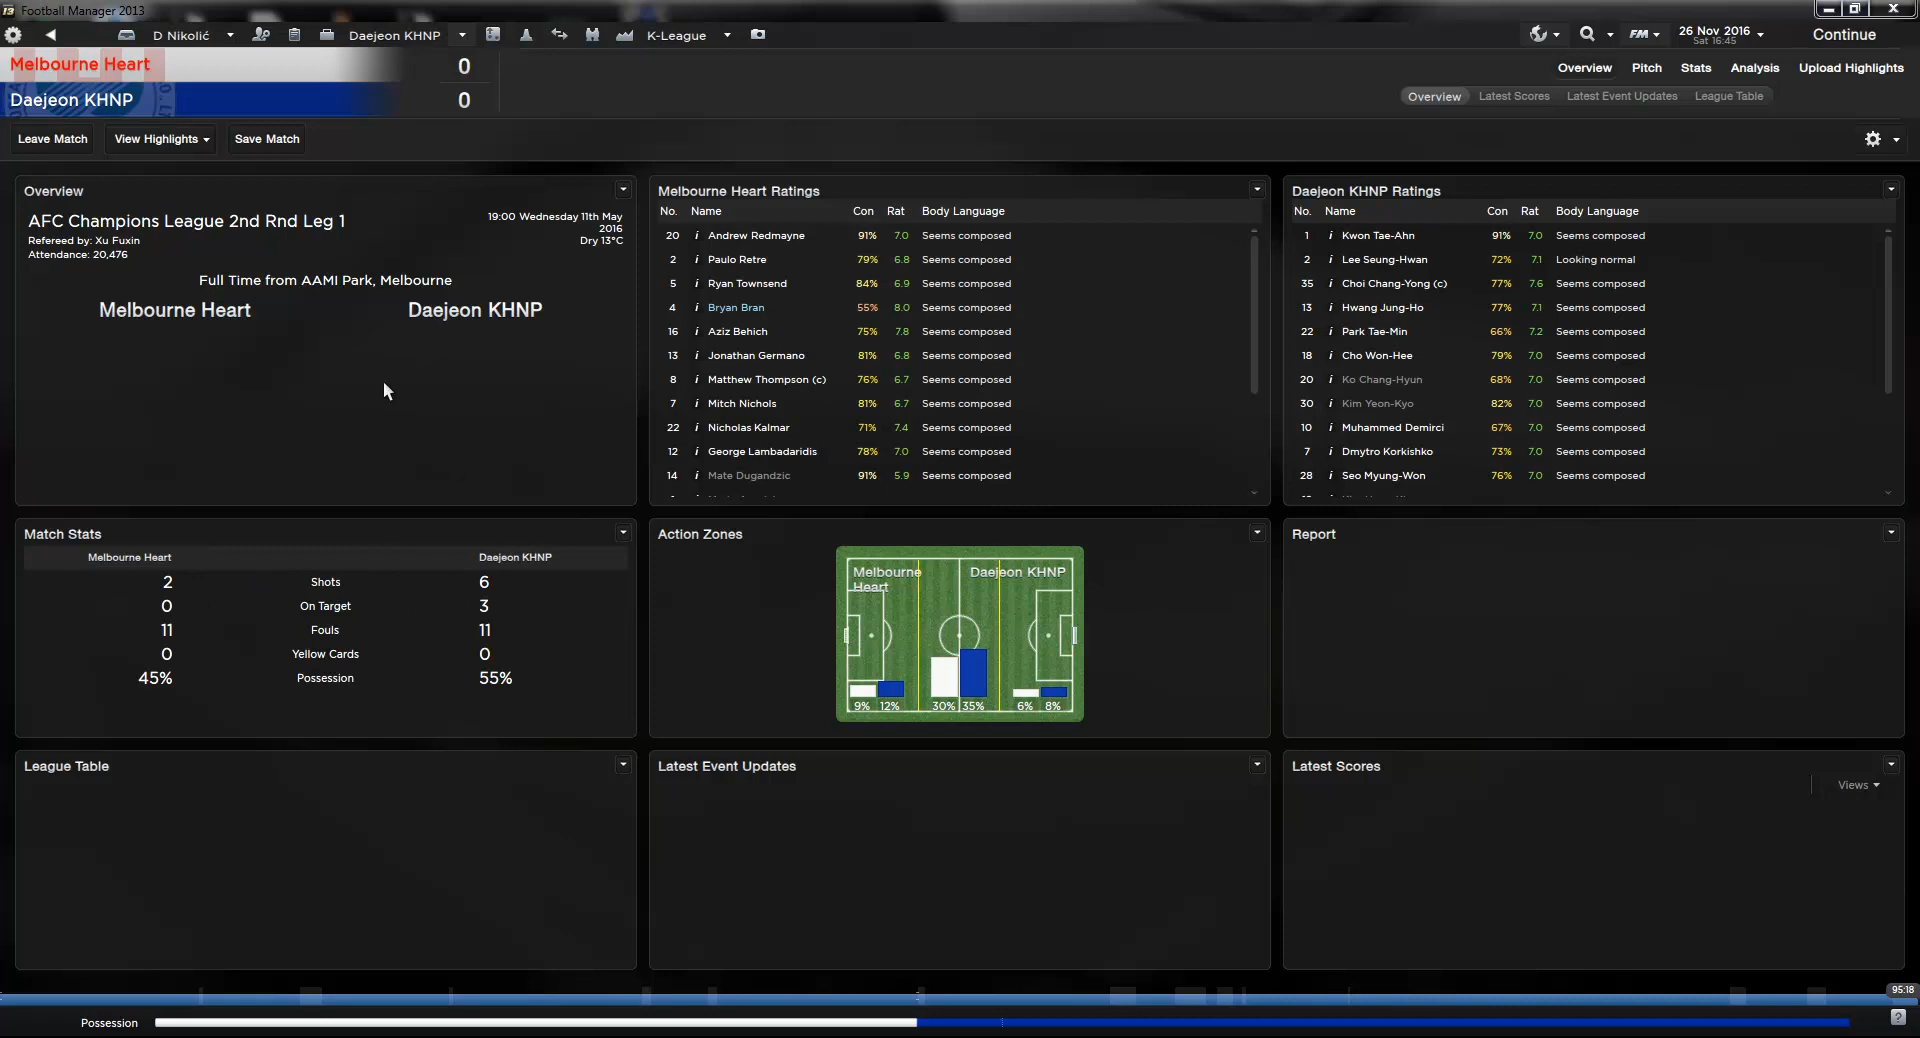 Football Manager 2013
D Nikolić
Daejeon KHNP
K-League
FM
26 Nov 2016
Sat 16:45
Continue
Melbourne Heart 0
Daejeon KHNP 0
Overview Pitch Stats Analysis Upload Highlights
Overview Latest Scores Latest Event Updates League Table
Leave Match View Highlights Save Match
Overview
AFC Champions League 2nd Rnd Leg 1
Refereed by: Xu Fuxin
Attendance: 20,476
19:00 Wednesday 11th May
2016
Dry 13°C
Full Time from AAMI Park, Melbourne
Melbourne Heart Daejeon KHNP
Melbourne Heart Ratings
No. Name Con Rat Body Language
20 i Andrew Redmayne 91% 7.0 Seems composed
2 i Paulo Retre 79% 6.8 Seems composed
5 i Ryan Townsend 84% 6.9 Seems composed
4 i Bryan Bran 55% 8.0 Seems composed
16 i Aziz Behich 75% 7.8 Seems composed
13 i Jonathan Germano 81% 6.8 Seems composed
8 i Matthew Thompson (c) 76% 6.7 Seems composed
7 i Mitch Nichols 81% 6.7 Seems composed
22 i Nicholas Kalmar 71% 7.4 Seems composed
12 i George Lambadaridis 78% 7.0 Seems composed
14 i Mate Dugandzic 91% 5.9 Seems composed
Daejeon KHNP Ratings
No. Name Con Rat Body Language
1 i Kwon Tae-Ahn 91% 7.0 Seems composed
2 i Lee Seung-Hwan 72% 7.1 Looking normal
35 i Choi Chang-Yong (c) 77% 7.6 Seems composed
13 i Hwang Jung-Ho 77% 7.1 Seems composed
22 i Park Tae-Min 66% 7.2 Seems composed
18 i Cho Won-Hee 79% 7.0 Seems composed
20 i Ko Chang-Hyun 68% 7.0 Seems composed
30 i Kim Yeon-Kyo 82% 7.0 Seems composed
10 i Muhammed Demirci 67% 7.0 Seems composed
7 i Dmytro Korkishko 73% 7.0 Seems composed
28 i Seo Myung-Won 76% 7.0 Seems composed
Match Stats
Melbourne Heart Daejeon KHNP
2 Shots 6
0 On Target 3
11 Fouls 11
0 Yellow Cards 0
45% Possession 55%
Action Zones
Melbourne
Heart
Daejeon KHNP
9% 12% 30% 35% 6% 8%
Report
League Table
Latest Event Updates
Latest Scores
Views
95:18
Possession
?